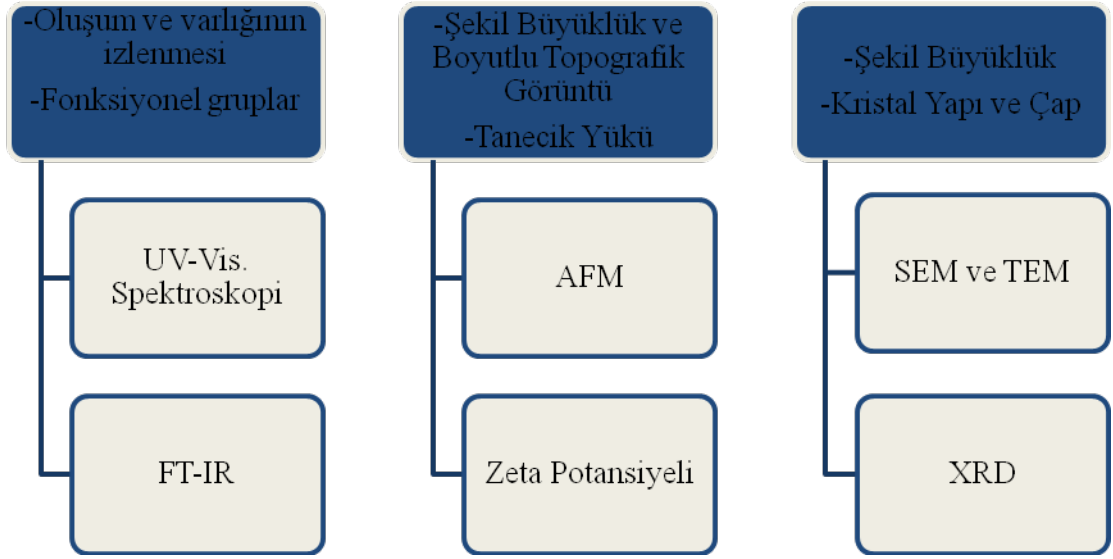 -Oluşum ve varlığının
izlenmesi
-Fonksiyonel gruplar
UV-Vis.
Spektroskopi
FT-IR
-Şekil Büyüklük ve
Boyutlu Topografik
Görüntü
-Tanecik Yükü
AFM
Zeta Potansiyeli
-Şekil Büyüklük
-Kristal Yapı ve Çap
SEM ve TEM
XRD